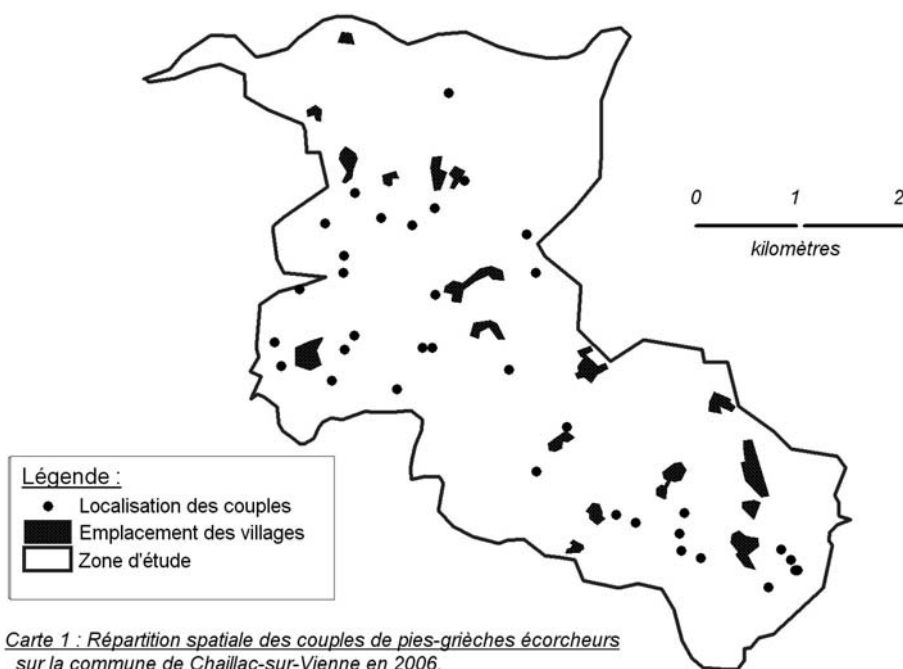 0 1 2
kilomètres
Légende :
Localisation des couples
Emplacement des villages
Zone d'étude
Carte 1 : Répartition spatiale des couples de pies-grièches écorcheurs
sur la commune de Chaillac-sur-Vienne en 2006.